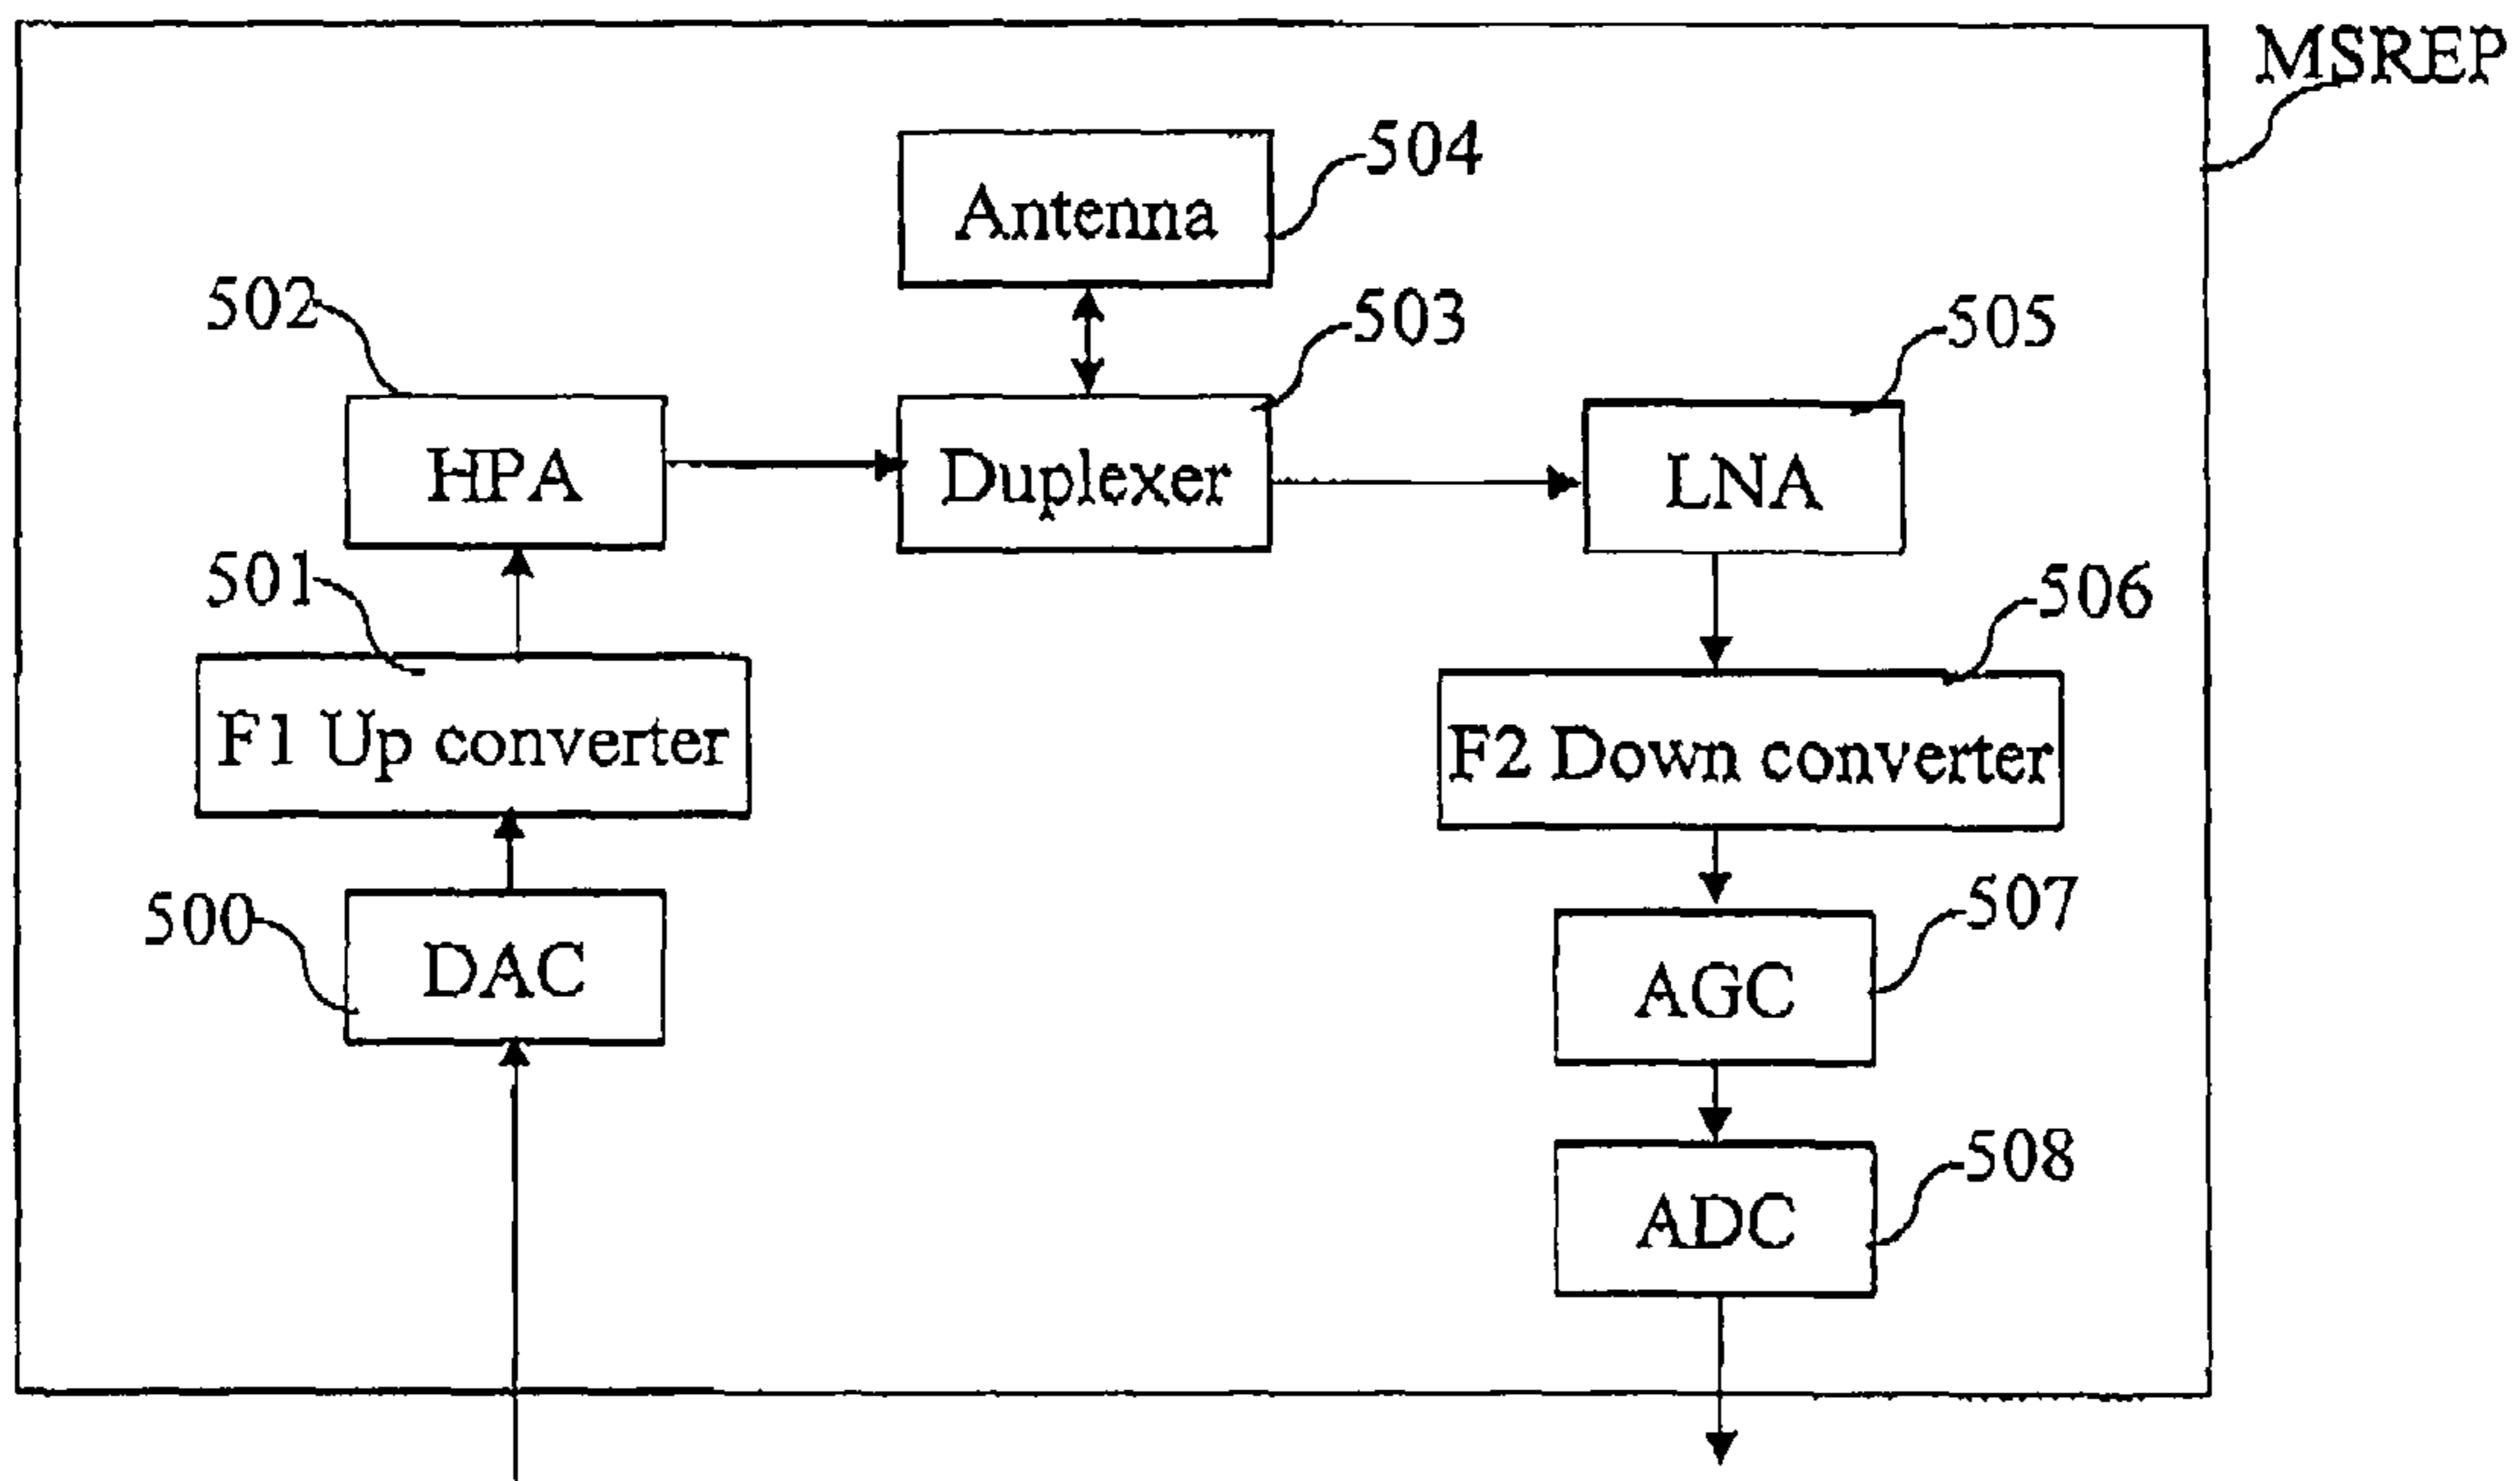 MSREP
504
Antenna
502
503
505
HPA
Duplexer
LNA
501
506
F1 Up converter
F2 Down converter
500
507
DAC
AGC
508
ADC